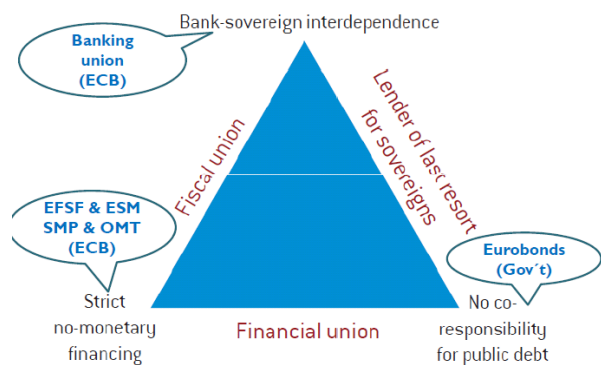 Bank-sovereign interdependence
Banking
union
(ECB)
Fiscal union
Lender of last resort
for sovereigns
EFSF & ESM
SMP & OMT
(ECB)
Eurobonds
(Gov´t)
Strict
no-monetary
financing
Financial union
No co-
responsibility
for public debt